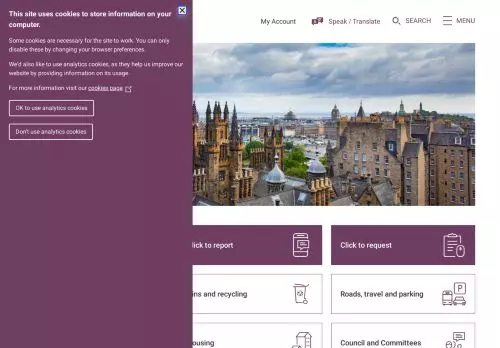 This site uses cookies to store information on your
computer.
Some cookies are necessary for the site to work. You can only
disable these by changing your browser preferences.
We'd also like to use analytics cookies, as they help us improve our
website by providing information on its usage.
For more information visit our cookies page
OK to use analytics cookies
Don't use analytics cookies
My Account
Speak / Translate
SEARCH
MENU
lick to report
Click to request
ins and recycling
Roads, travel and parking
P
ousing
Council and Committees